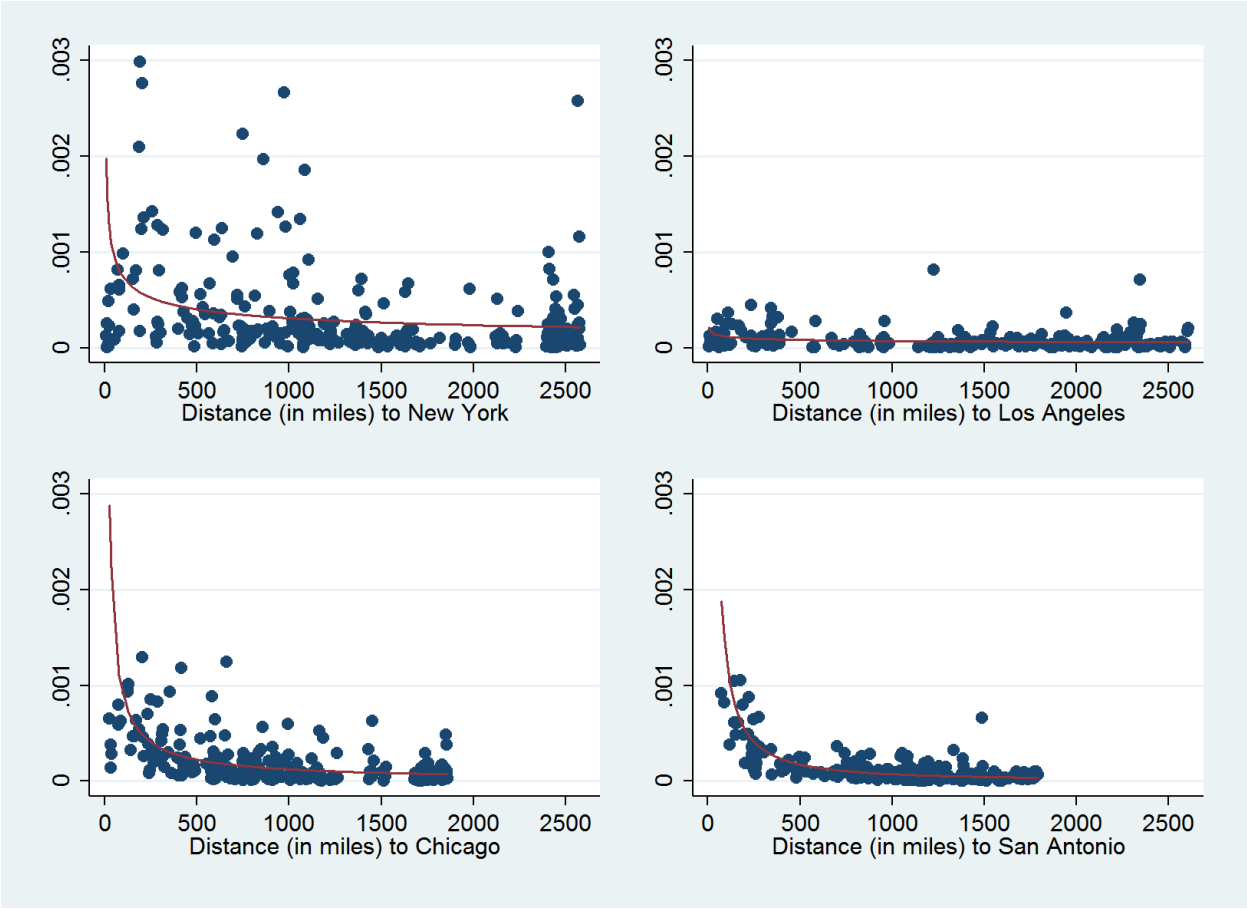 .003
.002
.001
0
0 500 1000 1500 2000 2500
Distance (in miles) to New York
.003
.002
.001
0
0 500 1000 1500 2000 2500
Distance (in miles) to Los Angeles
.003
.002
.001
0
0 500 1000 1500 2000 2500
Distance (in miles) to Chicago
.003
.002
.001
0
0 500 1000 1500 2000 2500
Distance (in miles) to San Antonio